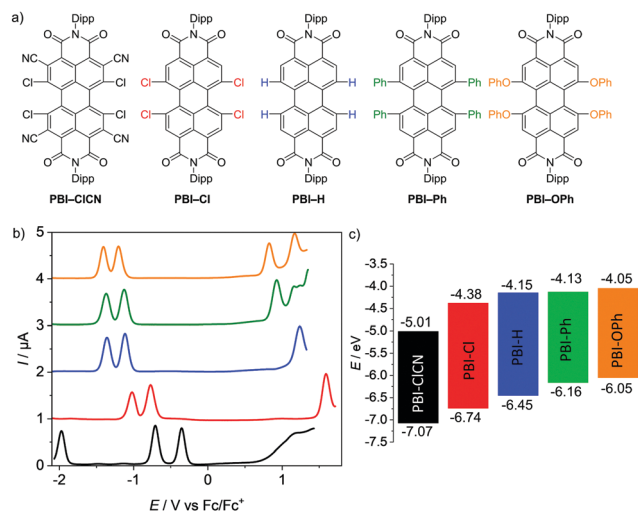 a)
Dipp Dipp Dipp Dipp Dipp
O N O O N O O N O O N O O N O
NC CN
Cl Cl Cl Cl H H Ph Ph PhO OPh
Cl Cl Cl Cl H H Ph Ph PhO OPh
NC CN
O N O O N O O N O O N O O N O
Dipp Dipp Dipp Dipp Dipp
PBI–ClCN PBI–Cl PBI–H PBI–Ph PBI–OPh
b)
5
4
3
2
1
0
I / µA
-2 -1 0 1
E / V vs Fc/Fc+
c)
-3.5
-4.0
-4.5
-5.0
-5.5
-6.0
-6.5
-7.0
-7.5
E / eV
-5.01
PBI-ClCN
-7.07
-4.38
PBI-Cl
-6.74
-4.15
PBI-H
-6.45
-4.13
PBI-Ph
-6.16
-4.05
PBI-OPh
-6.05